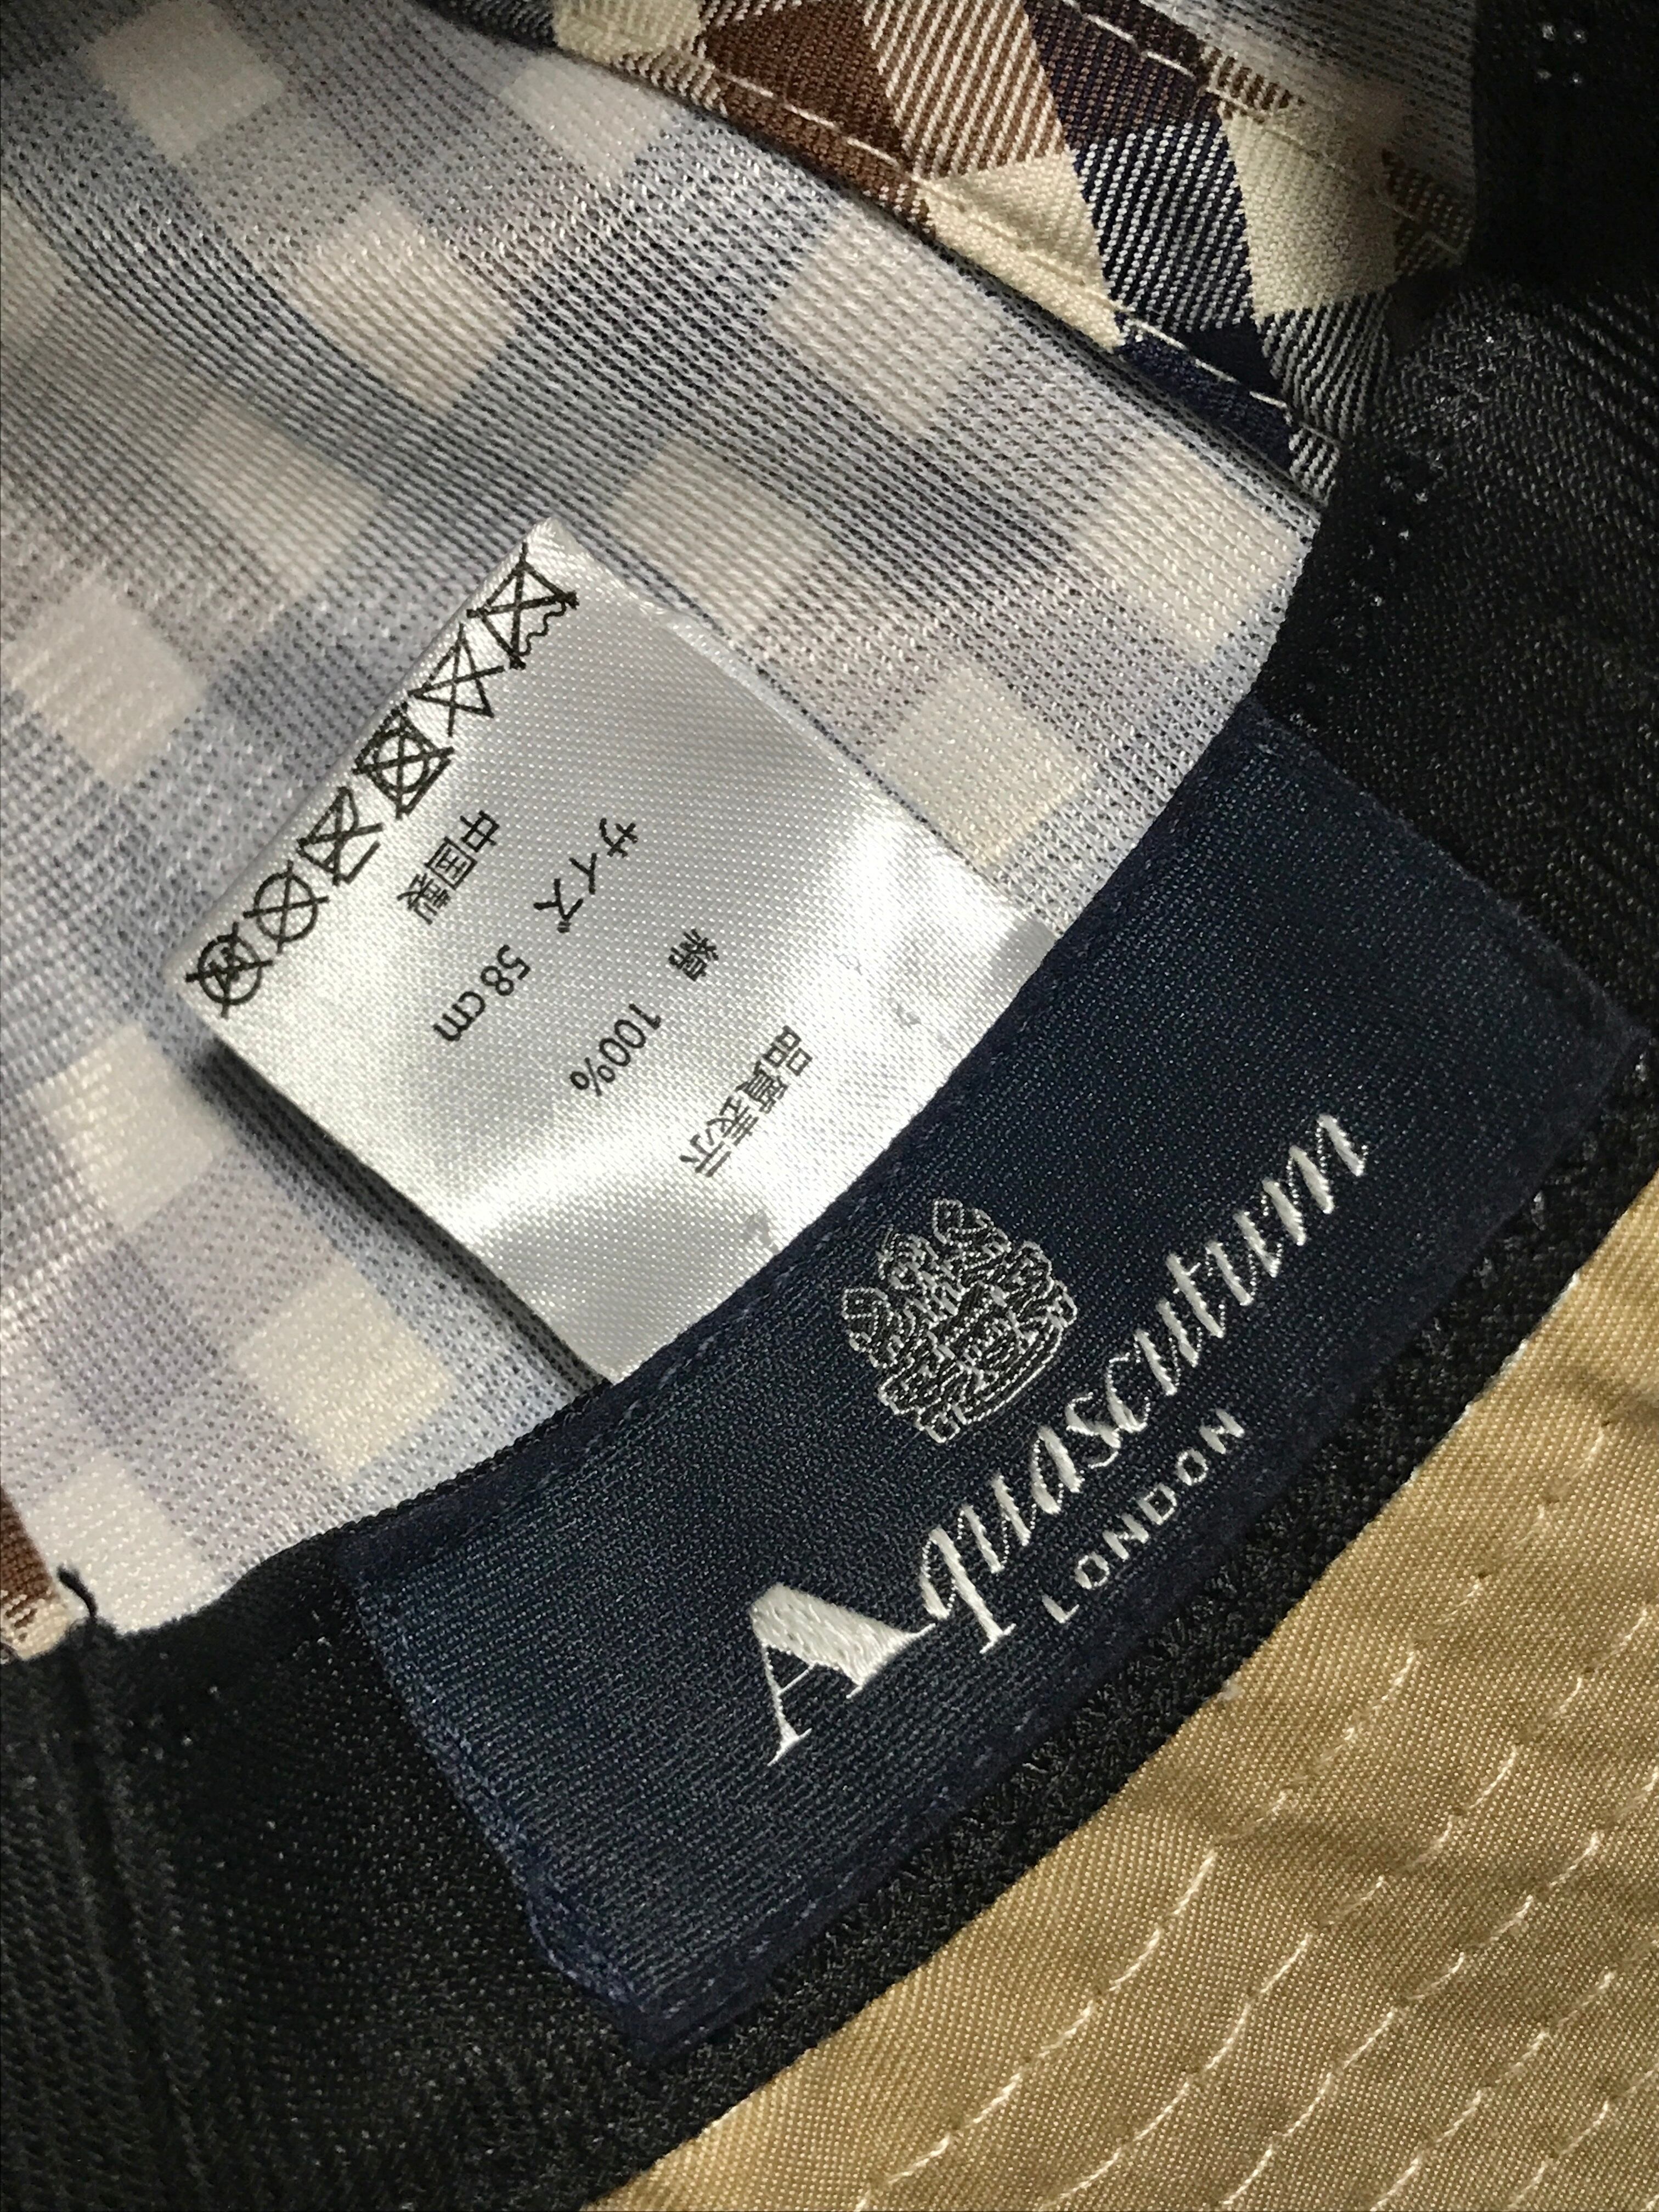 品質表示
綿 100%
サイズ 58cm
中国製
Aquascutum
LONDON